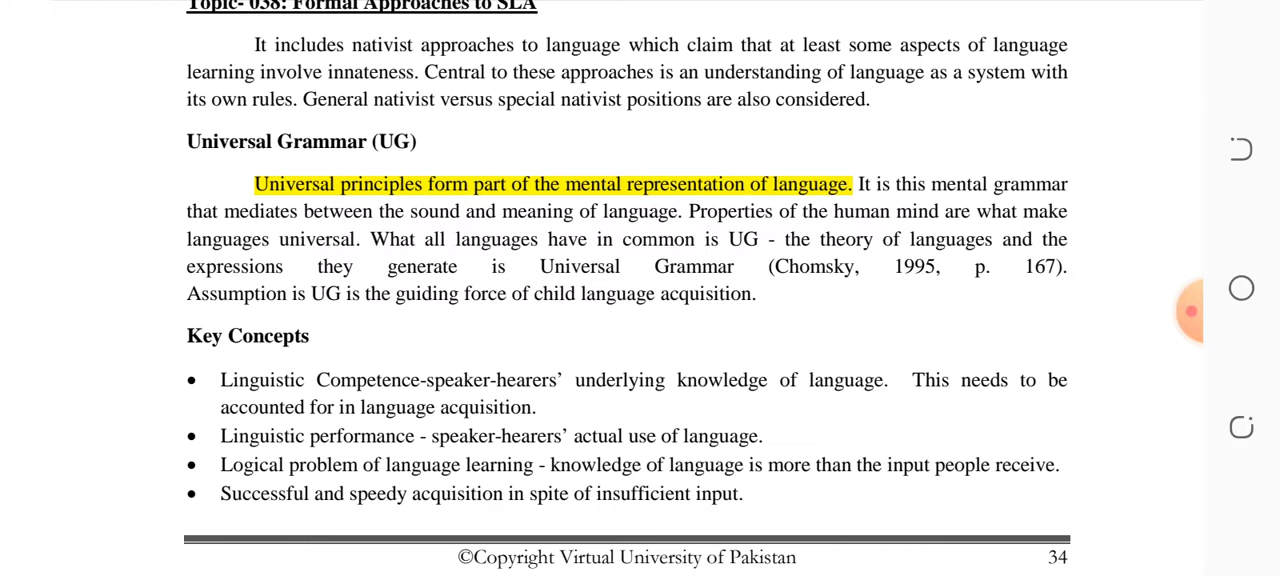 Topic- 038: Formal Approaches to SLA
It includes nativist approaches to language which claim that at least some aspects of language
learning involve innateness. Central to these approaches is an understanding of language as a system with
its own rules. General nativist versus special nativist positions are also considered.
Universal Grammar (UG)
Universal principles form part of the mental representation of language. It is this mental grammar
that mediates between the sound and meaning of language. Properties of the human mind are what make
languages universal. What all languages have in common is UG - the theory of languages and the
expressions they generate is Universal Grammar (Chomsky, 1995, p. 167).
Assumption is UG is the guiding force of child language acquisition.
Key Concepts
• Linguistic Competence-speaker-hearers’ underlying knowledge of language. This needs to be
accounted for in language acquisition.
• Linguistic performance - speaker-hearers’ actual use of language.
• Logical problem of language learning - knowledge of language is more than the input people receive.
• Successful and speedy acquisition in spite of insufficient input.
©Copyright Virtual University of Pakistan 34